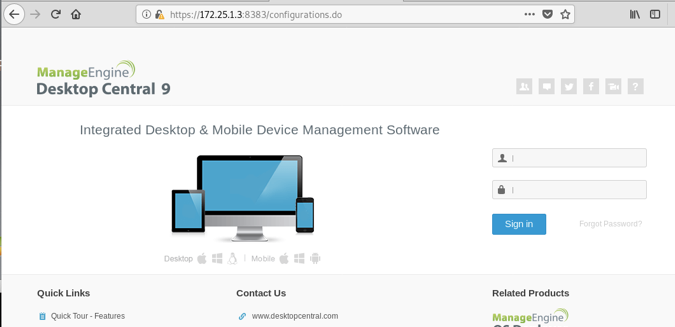 https://172.25.1.3:8383/configurations.do
ManageEngine
Desktop Central 9
Integrated Desktop & Mobile Device Management Software
Sign in
Forgot Password?
Desktop
Mobile
Quick Links
Contact Us
Related Products
Quick Tour - Features
www.desktopcentral.com
ManageEngine